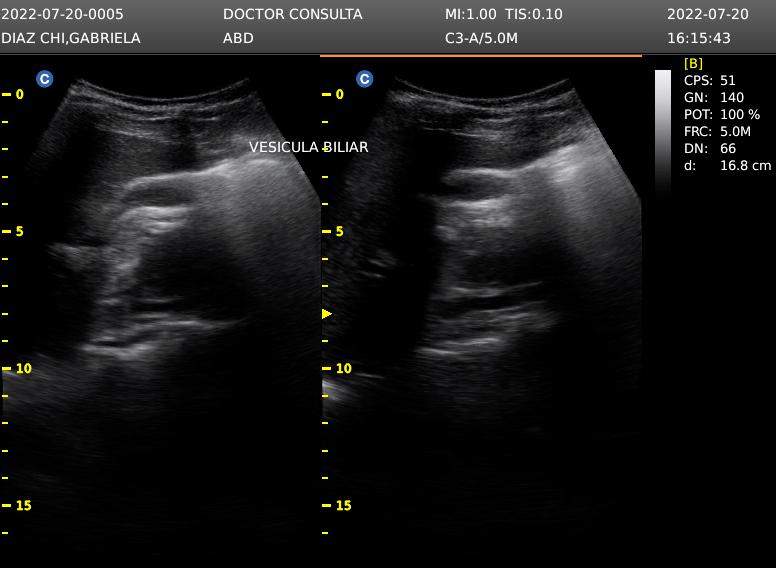 2022-07-20-0005 DOCTOR CONSULTA MI:1.00 TIS:0.10 2022-07-20
DIAZ CHI,GABRIELA ABD C3-A/5.0M 16:15:43
C C
[B]
CPS: 51
GN: 140
POT: 100 %
FRC: 5.0M
DN: 66
d: 16.8 cm
0 0
VESICULA BILIAR
5 5
10 10
15 15